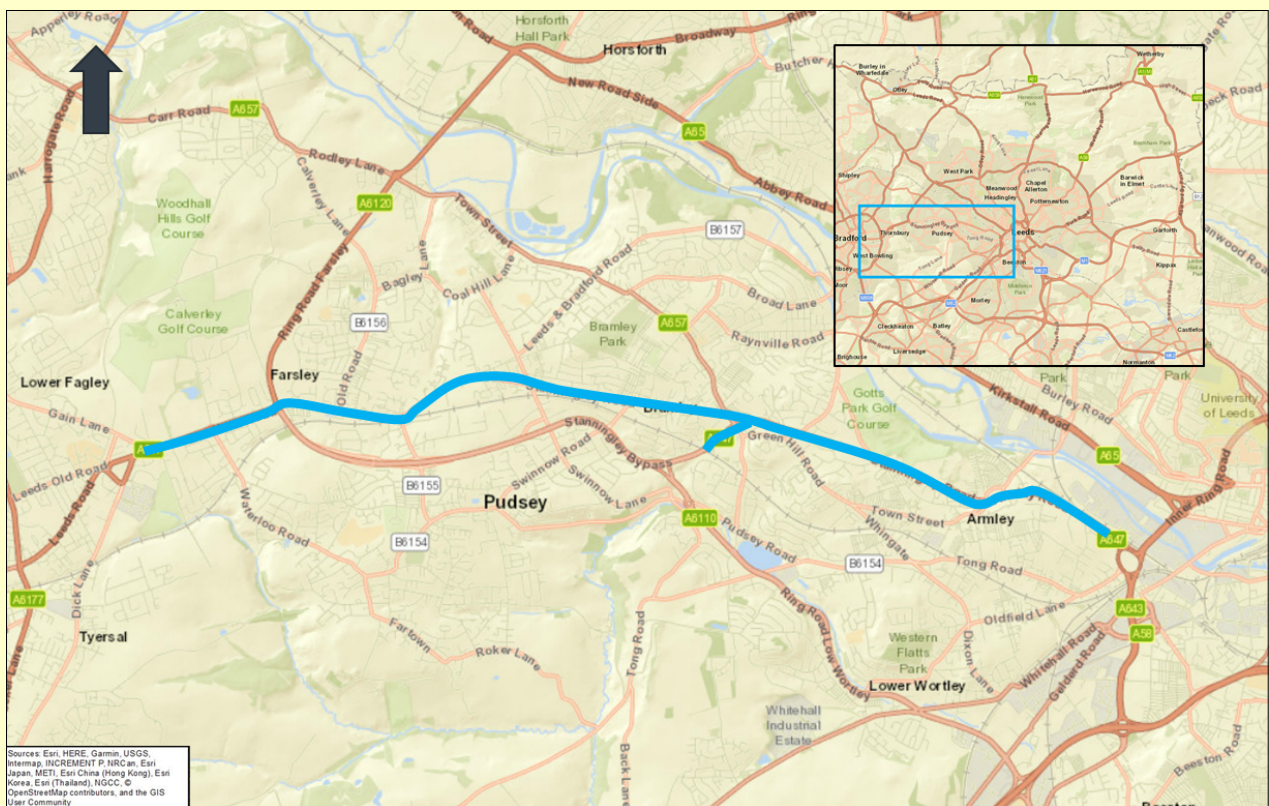 Apperley Road
Horsforth
Hall Park
Horsforth
Broadway
Ring
Harrogate Road
Carr Road
A657
New Road Side
A65
Rodley Lane
Calverley Lane
A6120
Woodhall
Hills Golf
Course
Town Street
Abbey Road
B6157
Ring Road Farsley
Bagley
Lane
Coal Hill Lane
Leeds & Bradford Road
Broad Lane
Calverley
Golf Course
B6156
Bramley
Park
A657
Raynville Road
Lower Fagley
Farsley
Old Road
Gain Lane
Gotts
Park Golf
Course
Kirkstall Road
Burley Road
Park
Park
University
of Leeds
Leeds Old Road
Leeds Road
Stanningley
Bypass
Green Hill Road
A65
Swinnow Road
Swinnow Lane
B6155
Pudsey
Waterloo Road
Town Street
Armley
Road
Inner Ring Road
A6110
Pudsey Road
Whingate
A647
B6154
B6154
Tong Road
A6177
Dick Lane
Tyersal
Fartown
Roker Lane
Tong Road
Ring Road Low Wortley
Oldfield Lane
A643
A58
Western
Flatts
Park
Dixon Lane
Whitehall Road
Gelderd Road
Lower Wortley
Whitehall
Industrial
Estate
Back Lane
Beeston Road
Wetherby
Burley in
Wharfedale
Otley
Harewood
Park
Shipley
West Park
Meanwood
Headingley
Chapel
Allerton
Potternewton
Barwick
in Elmet
Bradford
Thornbury
Pudsey
Leeds
West Bowling
Beeston
Garforth
Kippax
Middleton
Park
Morley
Cleckheaton
Batley
Castleford
Brighouse
Liversedge
Normanton
Sources: Esri, HERE, Garmin, USGS,
Intermap, INCREMENT P, NRCan, Esri
Japan, METI, Esri China (Hong Kong), Esri
Korea, Esri (Thailand), NGCC, ©
OpenStreetMap contributors, and the GIS
User Community